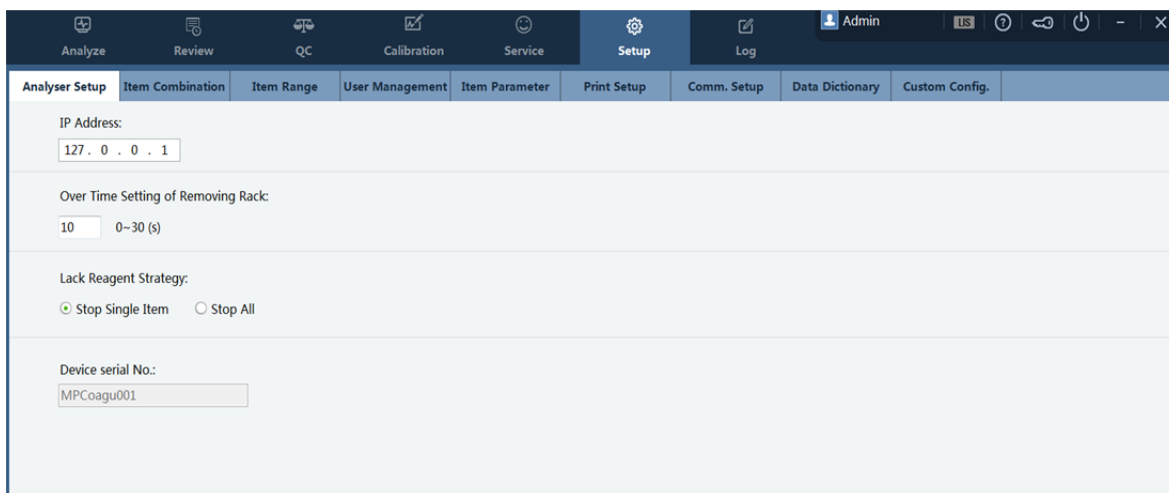 Analyze Review QC Calibration Service Setup Log Admin LIS
Analyser Setup Item Combination Item Range User Management Item Parameter Print Setup Comm. Setup Data Dictionary Custom Config.
IP Address:
127. 0 . 0 . 1
Over Time Setting of Removing Rack:
10 0~30 (s)
Lack Reagent Strategy:
Stop Single Item Stop All
Device serial No.:
MPCoagu001